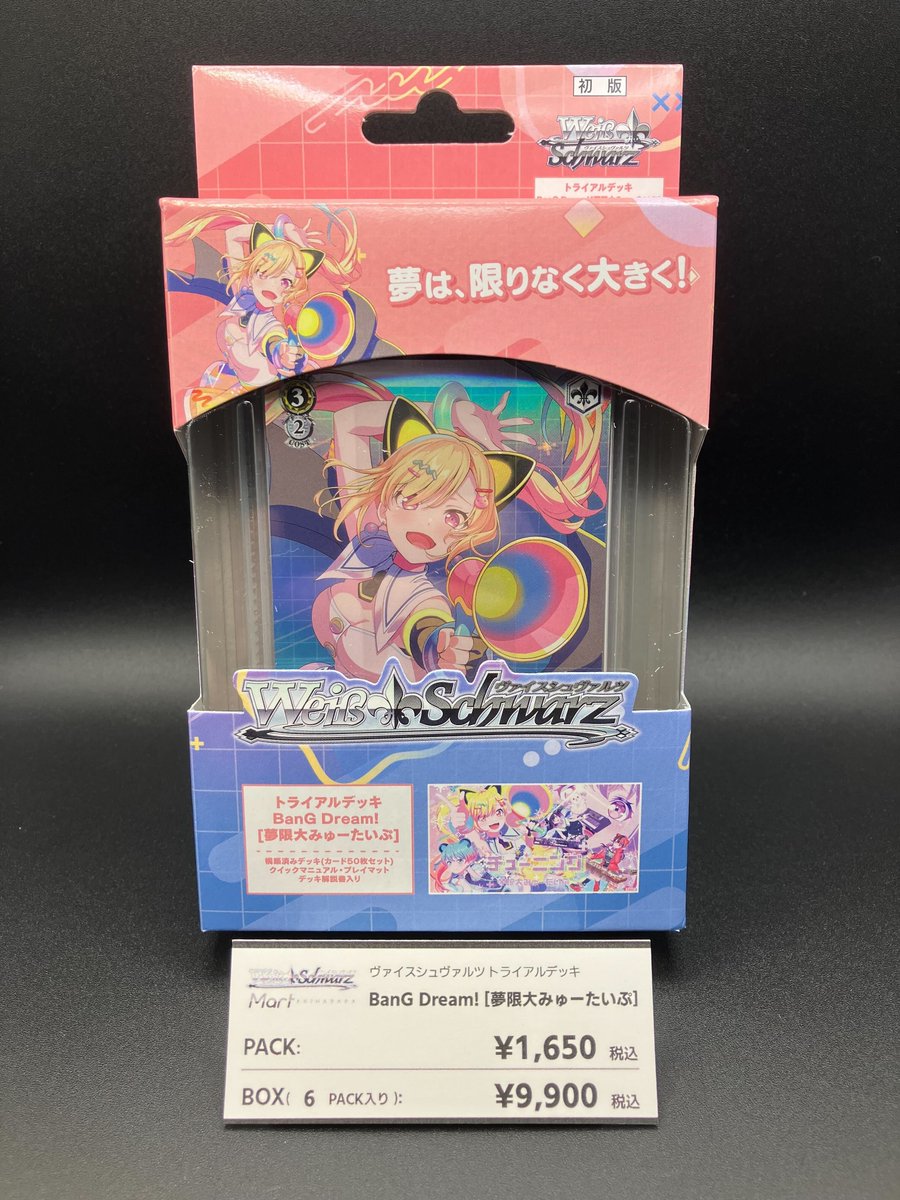 初版
Weiß Schwarz
ヴァイスシュヴァルツ
トライアルデッキ
夢は、限りなく大きく!
3
2
COST
ヴァイスシュヴァルツ
Weiß Schwarz
トライアルデッキ
BanG Dream!
[夢限大みゅーたいぷ]
構築済みデッキ(カード50枚セット)
クイックマニュアル・プレイマット
デッキ解説書入り
チューニング
Weiß Schwarz
Mart
ヴァイスシュヴァルツ トライアルデッキ
BanG Dream! [夢限大みゅーたいぷ]
PACK: ¥1,650 税込
BOX( 6 PACK入り ): ¥9,900 税込